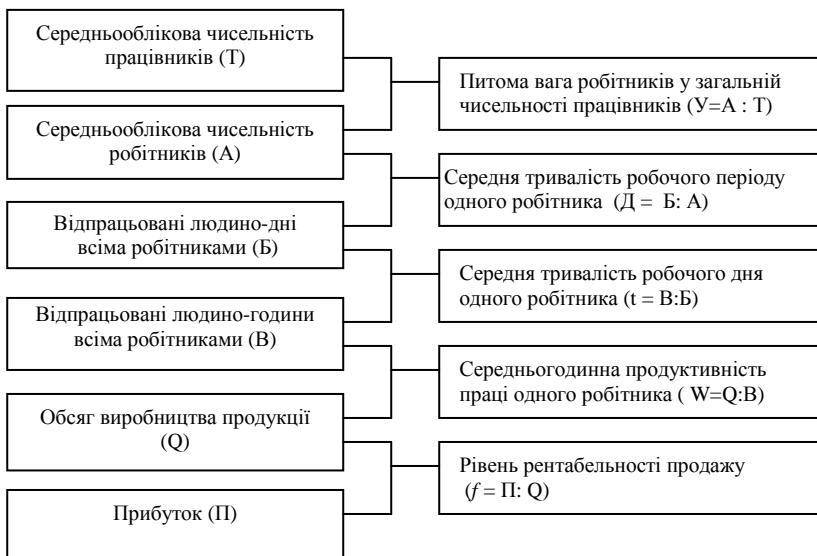 Середньооблікова чисельність
працівників (Т)
Середньооблікова чисельність
робітників (А)
Відпрацьовані людино-дні
всіма робітниками (Б)
Відпрацьовані людино-години
всіма робітниками (В)
Обсяг виробництва продукції
(Q)
Прибуток (П)
Питома вага робітників у загальній
чисельності працівників (У=А : Т)
Середня тривалість робочого періоду
одного робітника (Д = Б: А)
Середня тривалість робочого дня
одного робітника (t = В:Б)
Середньогодинна продуктивність
праці одного робітника ( W=Q:В)
Рівень рентабельності продажу
(f = П: Q)